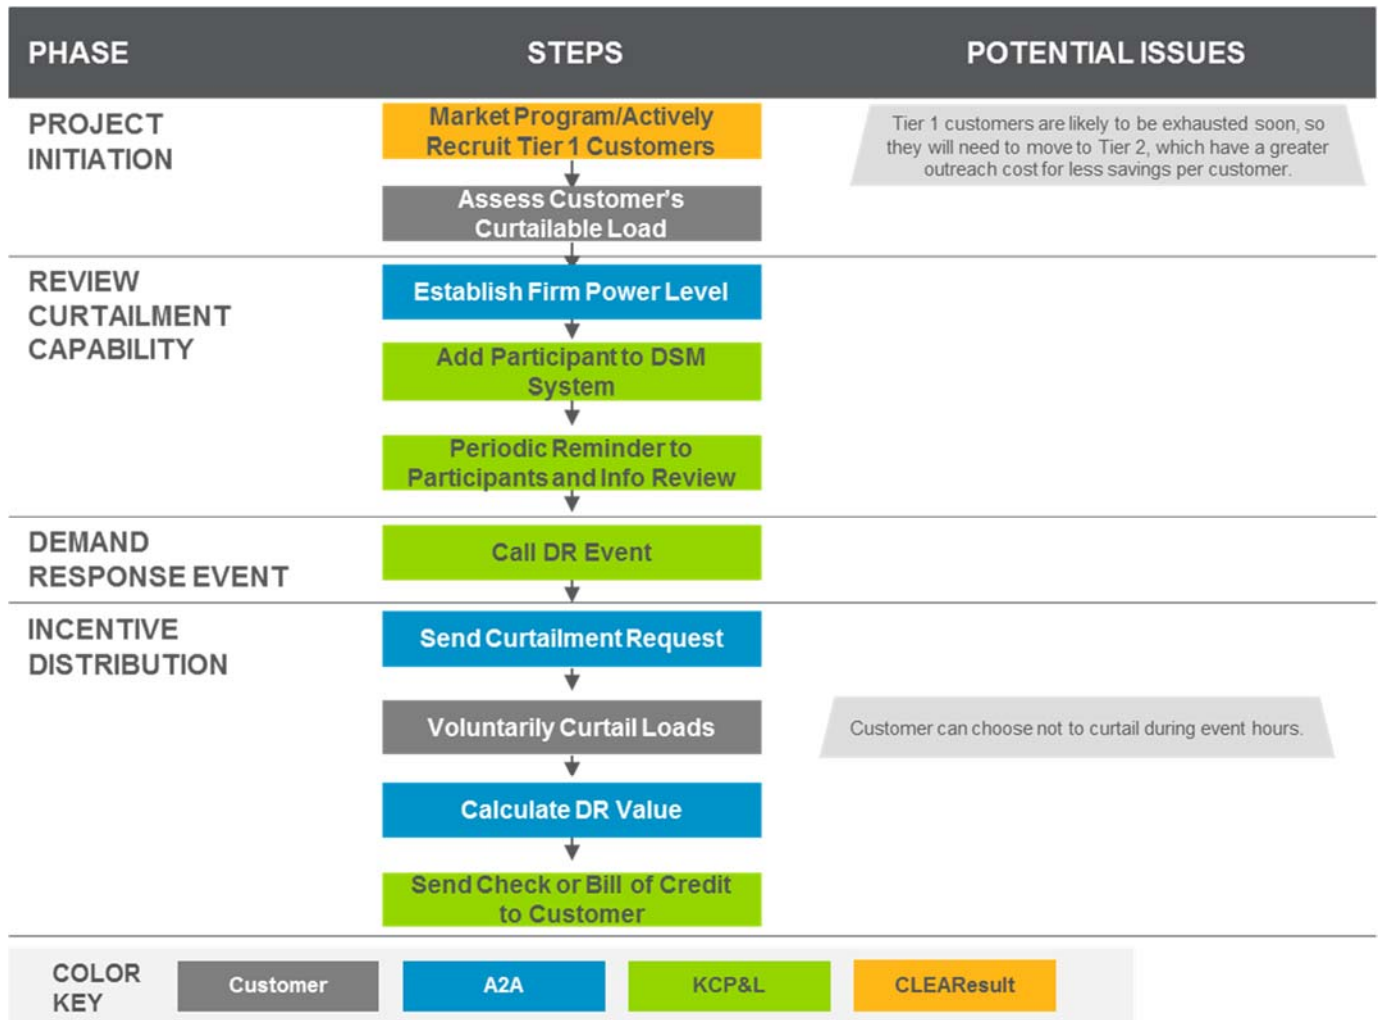 PHASE
STEPS
POTENTIAL ISSUES
PROJECT
INITIATION
Market Program/Actively
Recruit Tier 1 Customers
Tier 1 customers are likely to be exhausted soon, so
they will need to move to Tier 2, which have a greater
outreach cost for less savings per customer.
Assess Customer's
Curtailable Load
REVIEW
CURTAILMENT
CAPABILITY
Establish Firm Power Level
Add Participant to DSM
System
Periodic Reminder to
Participants and Info Review
DEMAND
RESPONSE EVENT
Call DR Event
INCENTIVE
DISTRIBUTION
Send Curtailment Request
Voluntarily Curtail Loads
Customer can choose not to curtail during event hours.
Calculate DR Value
Send Check or Bill of Credit
to Customer
COLOR
KEY
Customer
A2A
KCP&L
CLEAResult